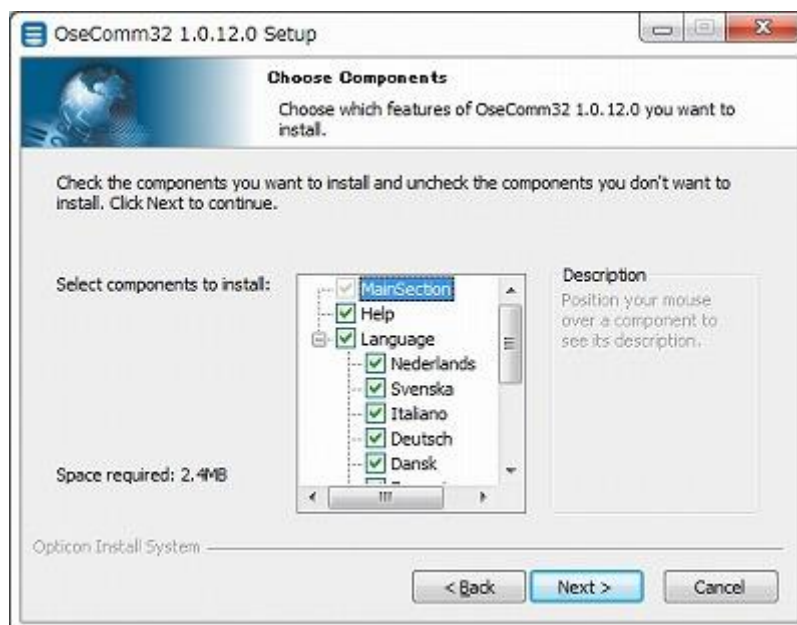 OseComm32 1.0.12.0 Setup
Choose Components
Choose which features of OseComm32 1.0.12.0 you want to
install.
Check the components you want to install and uncheck the components you don't want to
install. Click Next to continue.
Select components to install:
MainSection
Help
Language
Nederlands
Svenska
Italiano
Deutsch
Dansk
Description
Position your mouse
over a component to
see its description.
Space required: 2.4MB
Opticon Install System
< Back
Next >
Cancel